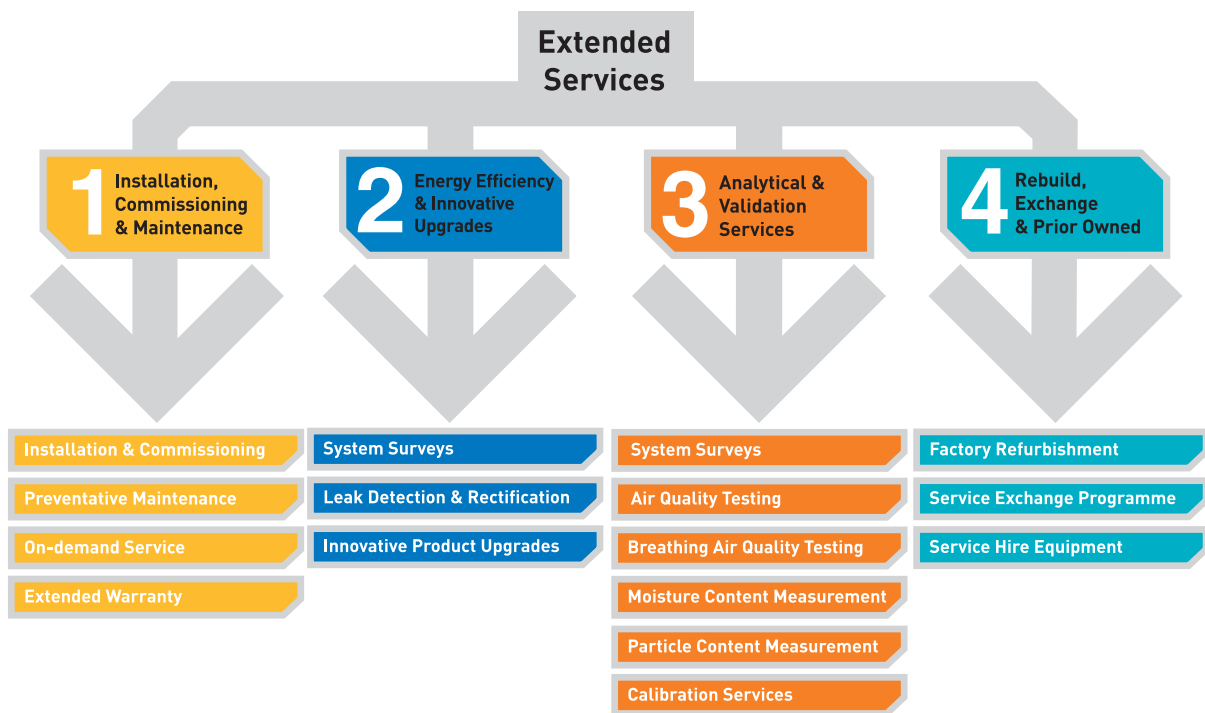 Extended
Services
1
Installation,
Commissioning
& Maintenance
2
Energy Efficiency
& Innovative
Upgrades
3
Analytical &
Validation
Services
4
Rebuild,
Exchange
& Prior Owned
Installation & Commissioning
Preventative Maintenance
On-demand Service
Extended Warranty
System Surveys
Leak Detection & Rectification
Innovative Product Upgrades
System Surveys
Air Quality Testing
Breathing Air Quality Testing
Moisture Content Measurement
Particle Content Measurement
Calibration Services
Factory Refurbishment
Service Exchange Programme
Service Hire Equipment